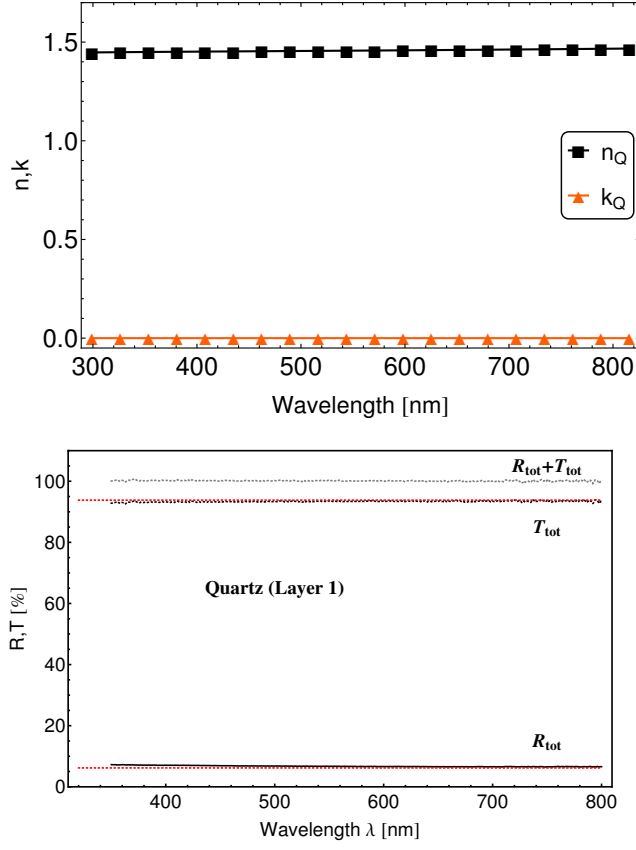 1.5
1.0
0.5
0.0
n,k
n_Q
k_Q
300 400 500 600 700 800
Wavelength [nm]
R_tot+T_tot
100
T_tot
80
Quartz (Layer 1)
60
40
20
R_tot
0
R,T [%]
400 500 600 700 800
Wavelength λ [nm]